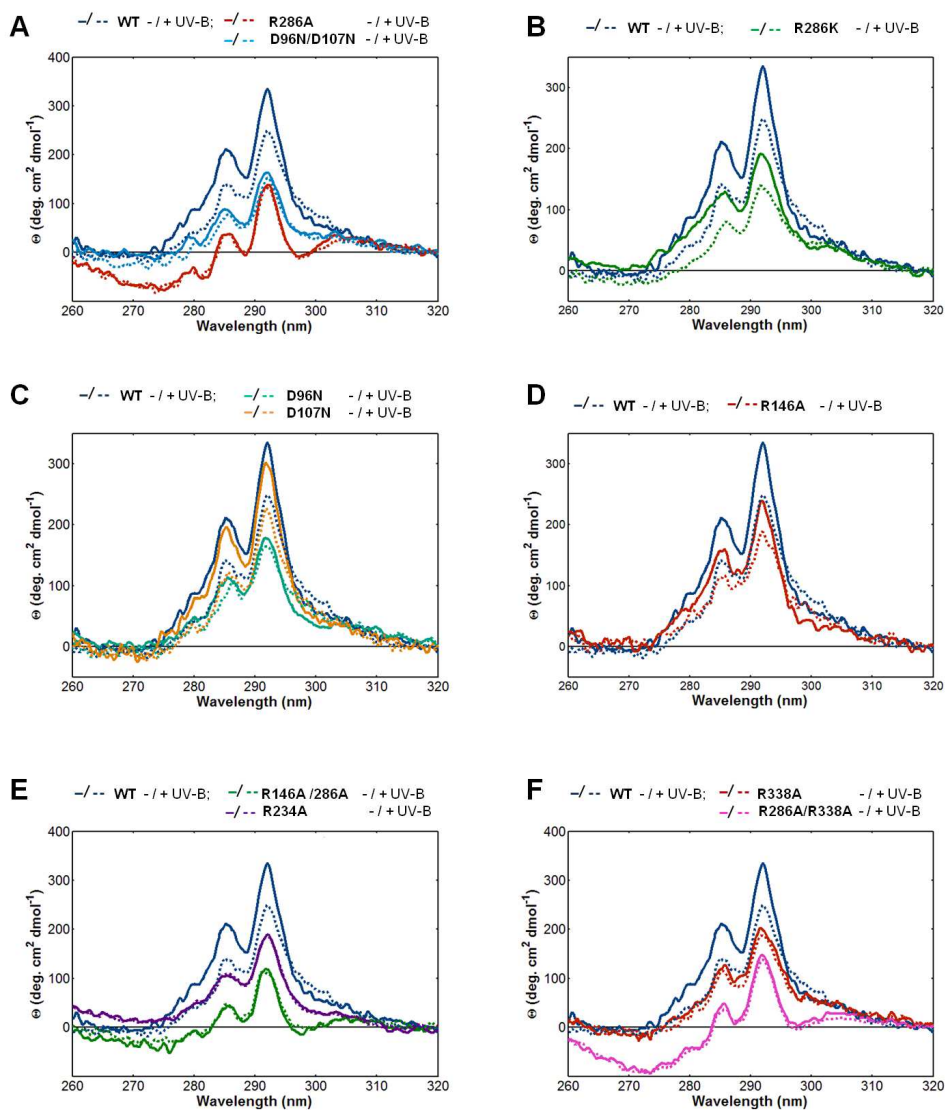 A
WT - / + UV-B; R286A - / + UV-B
D96N/D107N - / + UV-B
400
300
200
100
0
Θ (deg. cm² dmol⁻¹)
260 270 280 290 300 310 320
Wavelength (nm)
B
WT - / + UV-B; R286K - / + UV-B
300
200
100
0
Θ (deg. cm² dmol⁻¹)
260 270 280 290 300 310 320
Wavelength (nm)
C
WT - / + UV-B; D96N - / + UV-B
D107N - / + UV-B
300
200
100
0
Θ (deg. cm² dmol⁻¹)
260 270 280 290 300 310 320
Wavelength (nm)
D
WT - / + UV-B; R146A - / + UV-B
300
200
100
0
Θ (deg. cm² dmol⁻¹)
260 270 280 290 300 310 320
Wavelength (nm)
E
WT - / + UV-B; R146A /286A - / + UV-B
R234A - / + UV-B
400
300
200
100
0
-100
Θ (deg. cm² dmol⁻¹)
260 270 280 290 300 310 320
Wavelength (nm)
F
WT - / + UV-B; R338A - / + UV-B
R286A/R338A - / + UV-B
400
300
200
100
0
-100
Θ (deg. cm² dmol⁻¹)
260 270 280 290 300 310 320
Wavelength (nm)